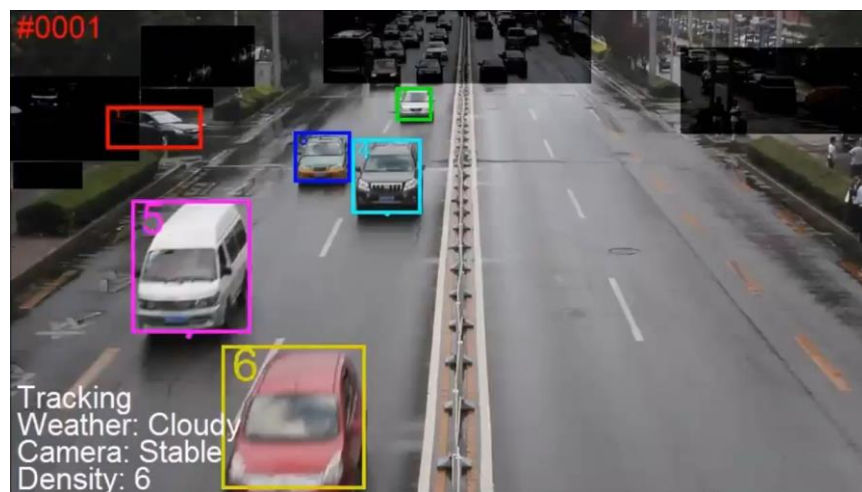 #0001
5
6
Tracking
Weather: Cloudy
Camera: Stable
Density: 6